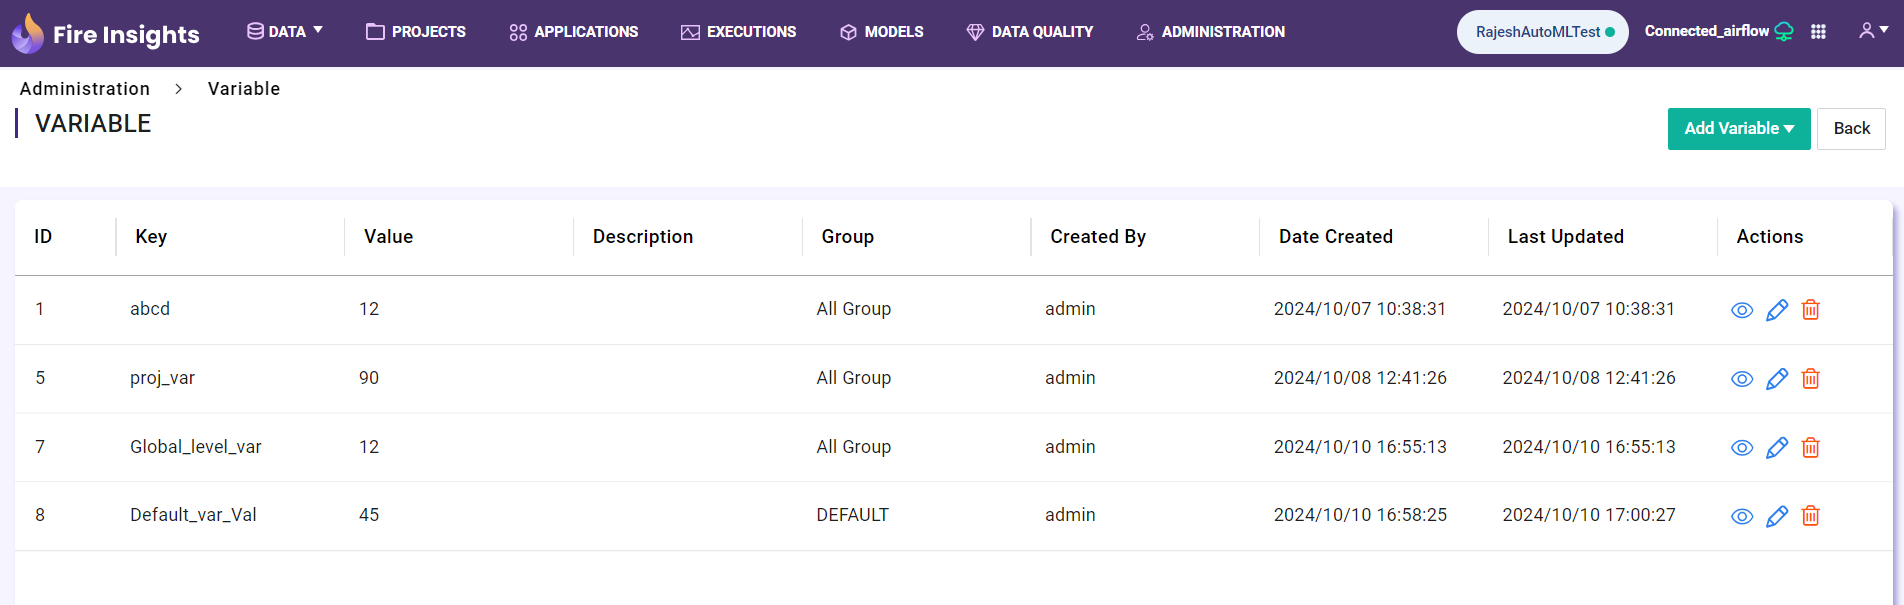 Fire Insights DATA PROJECTS APPLICATIONS EXECUTIONS MODELS DATA QUALITY ADMINISTRATION RajeshAutoMLTest Connected_airflow
Administration > Variable
VARIABLE
Add Variable Back
ID Key Value Description Group Created By Date Created Last Updated Actions
1 abcd 12 All Group admin 2024/10/07 10:38:31 2024/10/07 10:38:31
5 proj_var 90 All Group admin 2024/10/08 12:41:26 2024/10/08 12:41:26
7 Global_level_var 12 All Group admin 2024/10/10 16:55:13 2024/10/10 16:55:13
8 Default_var_Val 45 DEFAULT admin 2024/10/10 16:58:25 2024/10/10 17:00:27